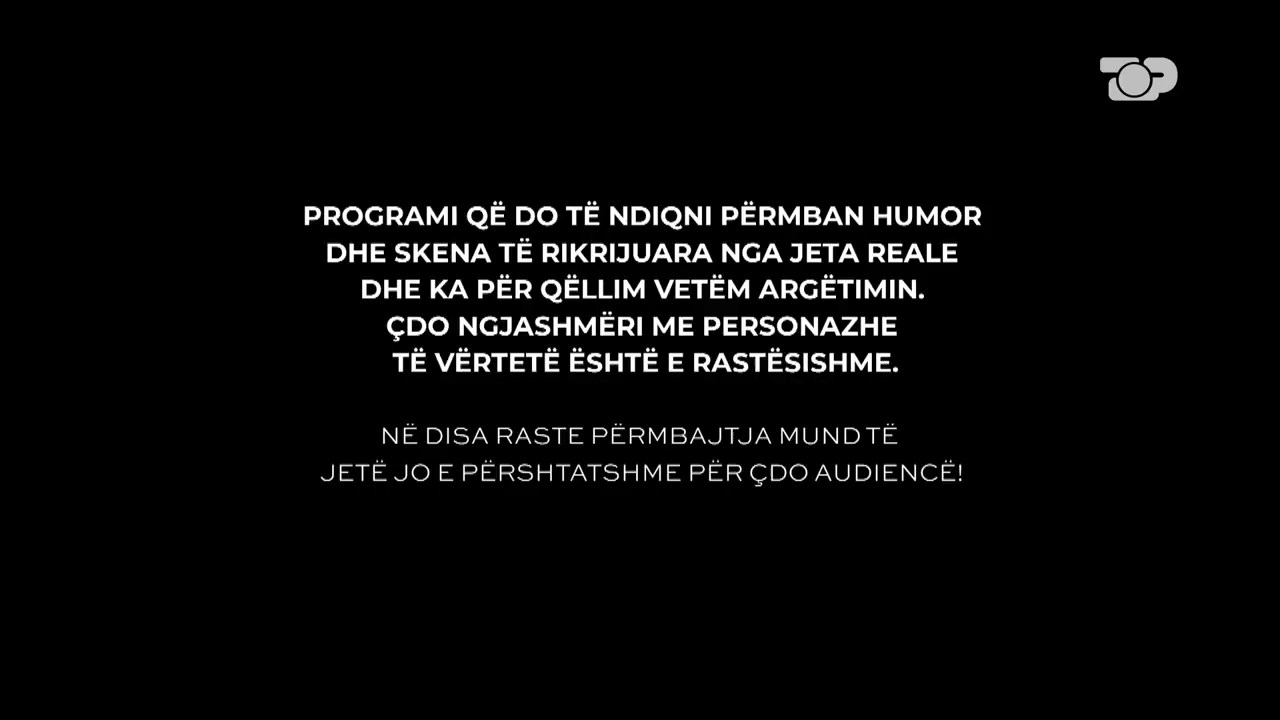 TOP
PROGRAMI QË DO TË NDIQNI PËRMBAN HUMOR
DHE SKENA TË RIKRIJUARA NGA JETA REALE
DHE KA PËR QËLLIM VETËM ARGËTIMIN.
ÇDO NGJASHMËRI ME PERSONAZHE
TË VËRTETË ËSHTË E RASTËSISHME.
NË DISA RASTE PËRMBAJTJA MUND TË
JETË JO E PËRSHTATSHME PËR ÇDO AUDIENCË!